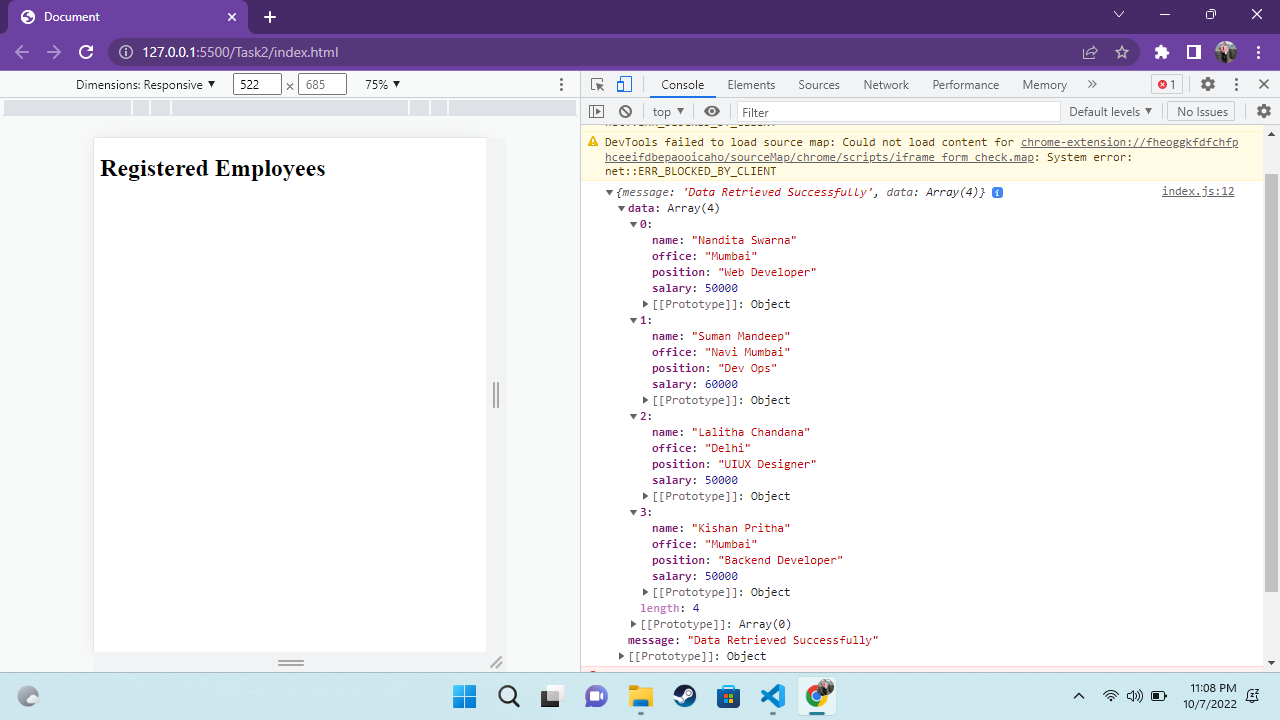 Document
127.0.0.1:5500/Task2/index.html
Dimensions: Responsive ▼ 522 × 685 75% ▼
Console Elements Sources Network Performance Memory » 1
top ▼ Filter Default levels ▼ No Issues
Registered Employees
net::ERR_BLOCKED_BY_CLIENT
DevTools failed to load source map: Could not load content for chrome-extension://fheoggkfdfchfp
hceeifdbepaooicaho/sourceMap/chrome/scripts/iframe_form_check.map: System error:
net::ERR_BLOCKED_BY_CLIENT
{message: 'Data Retrieved Successfully', data: Array(4)} i index.js:12
data: Array(4)
0:
name: "Nandita Swarna"
office: "Mumbai"
position: "Web Developer"
salary: 50000
[[Prototype]]: Object
1:
name: "Suman Mandeep"
office: "Navi Mumbai"
position: "Dev Ops"
salary: 60000
[[Prototype]]: Object
2:
name: "Lalitha Chandana"
office: "Delhi"
position: "UIUX Designer"
salary: 50000
[[Prototype]]: Object
3:
name: "Kishan Pritha"
office: "Mumbai"
position: "Backend Developer"
salary: 50000
[[Prototype]]: Object
length: 4
[[Prototype]]: Array(0)
message: "Data Retrieved Successfully"
[[Prototype]]: Object
11:08 PM
10/7/2022